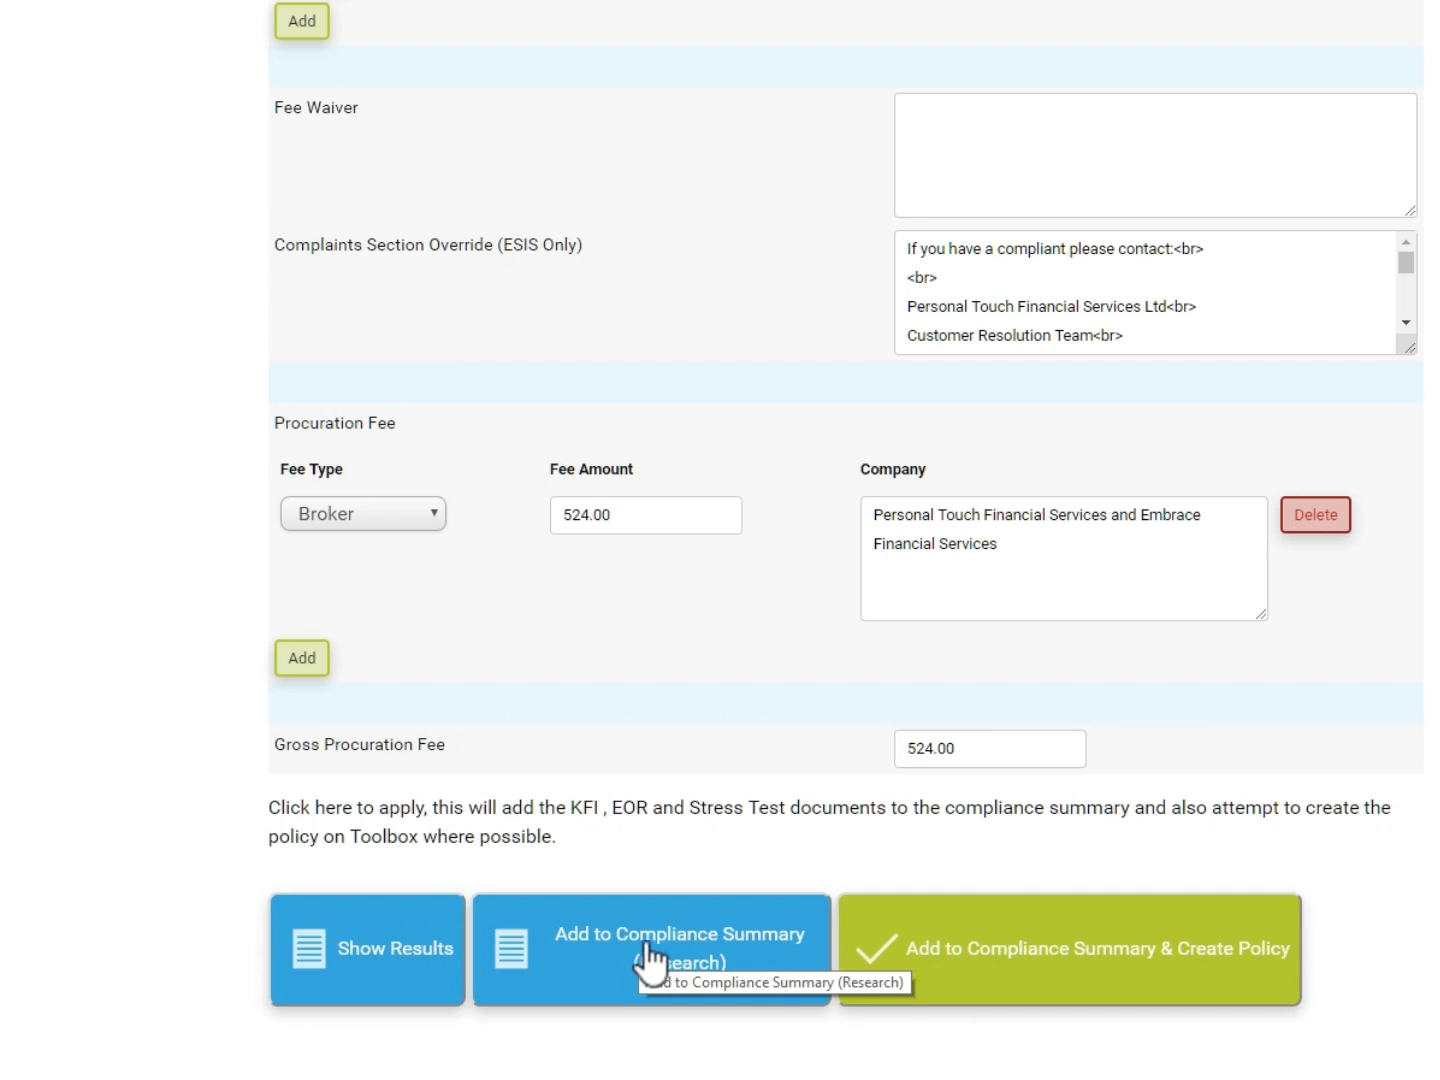 Add
Fee Waiver
Complaints Section Override (ESIS Only)
If you have a compliant please contact:<br>
<br>
Personal Touch Financial Services Ltd<br>
Customer Resolution Team<br>
Procuration Fee
Fee Type
Fee Amount
Company
Broker
524.00
Personal Touch Financial Services and Embrace
Financial Services
Delete
Add
Gross Procuration Fee
524.00
Click here to apply, this will add the KFI , EOR and Stress Test documents to the compliance summary and also attempt to create the
policy on Toolbox where possible.
Show Results
Add to Compliance Summary
(Research)
Add to Compliance Summary & Create Policy
Add to Compliance Summary (Research)